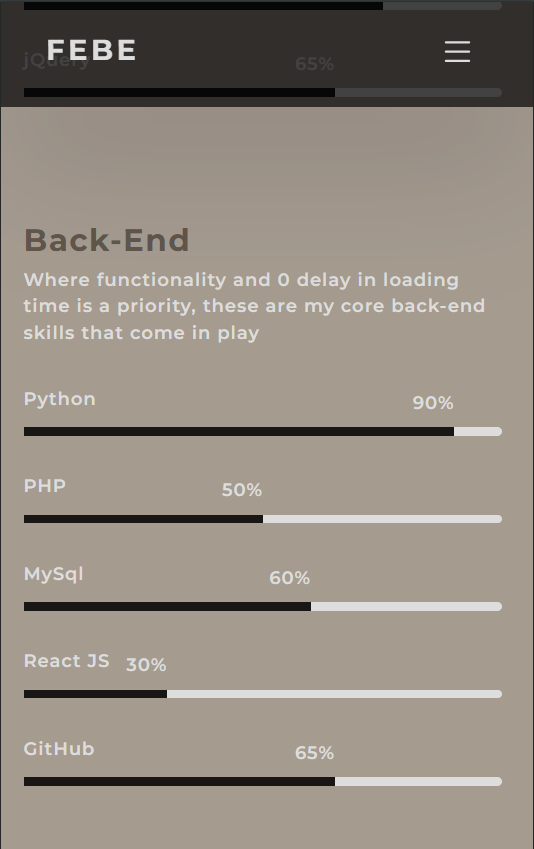 FEBE
jQuery
65%
Back-End
Where functionality and 0 delay in loading
time is a priority, these are my core back-end
skills that come in play
Python
90%
PHP
50%
MySql
60%
React JS
30%
GitHub
65%